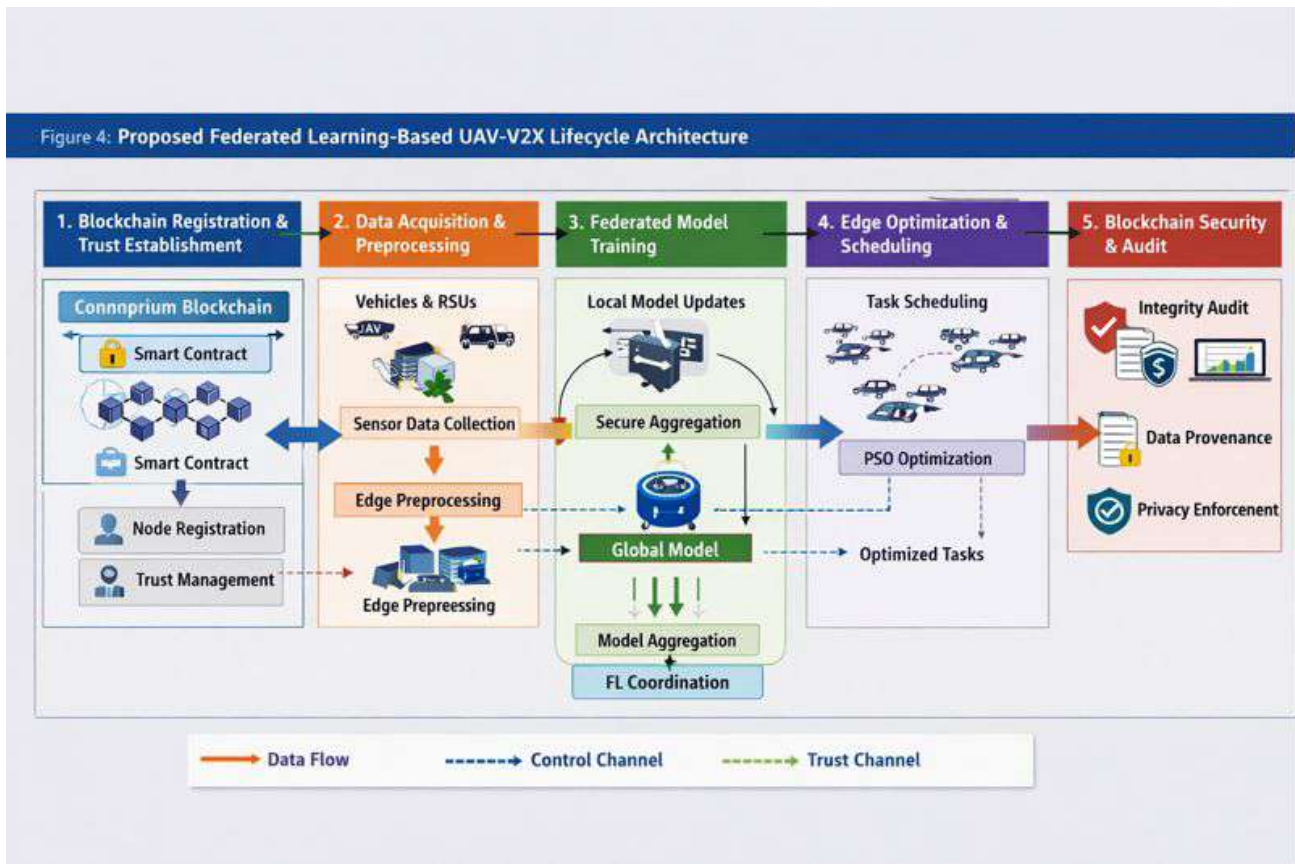 Figure 4: Proposed Federated Learning-Based UAV-V2X Lifecycle Architecture
1. Blockchain Registration &
Trust Establishment
2. Data Acquisition &
Preprocessing
3. Federated Model
Training
4. Edge Optimization &
Scheduling
5. Blockchain Security
& Audit
Connnprium Blockchain
Smart Contract
Smart Contract
Node Registration
Trust Management
Vehicles & RSUs
UAV
Sensor Data Collection
Edge Preprocessing
Edge Prepreessing
Local Model Updates
Secure Aggregation
Global Model
Model Aggregation
FL Coordination
Task Scheduling
PSO Optimization
Optimized Tasks
Integrity Audit
$
Data Provenance
Privacy Enforcenent
Data Flow
Control Channel
Trust Channel